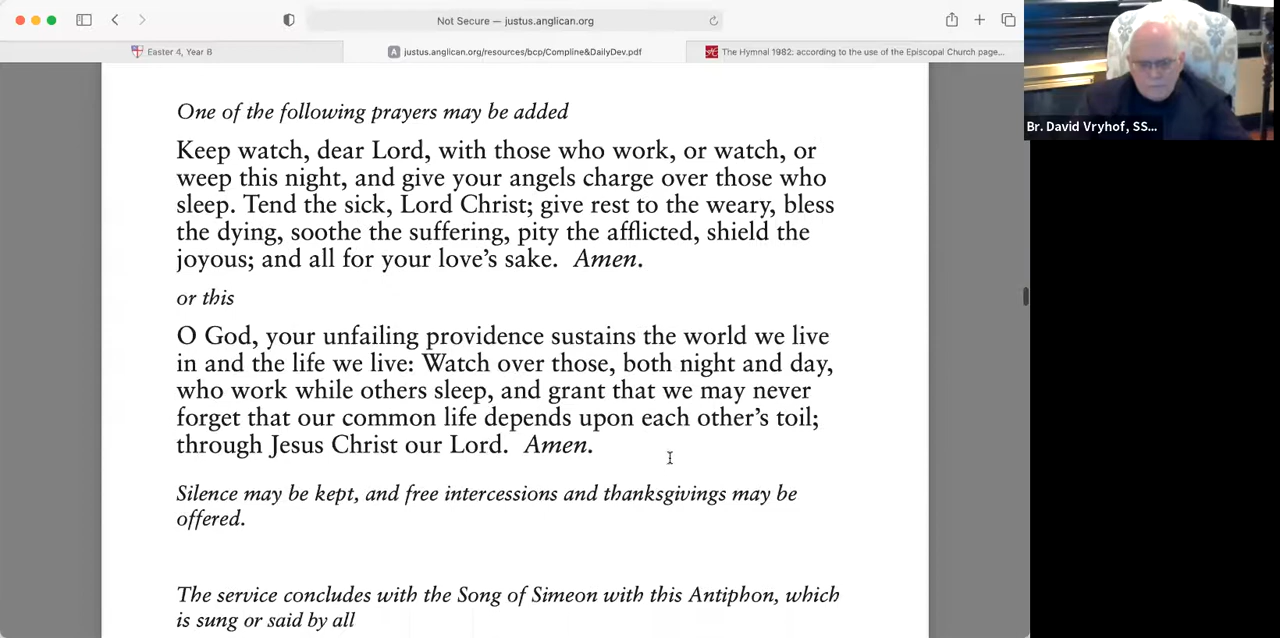 Not Secure — justus.anglican.org
Easter 4, Year B
justus.anglican.org/resources/bcp/Compline&DailyDev.pdf
The Hymnal 1982: according to the use of the Episcopal Church page...
Br. David Vryhof, SS...
One of the following prayers may be added
Keep watch, dear Lord, with those who work, or watch, or
weep this night, and give your angels charge over those who
sleep. Tend the sick, Lord Christ; give rest to the weary, bless
the dying, soothe the suffering, pity the afflicted, shield the
joyous; and all for your love’s sake. Amen.
or this
O God, your unfailing providence sustains the world we live
in and the life we live: Watch over those, both night and day,
who work while others sleep, and grant that we may never
forget that our common life depends upon each other’s toil;
through Jesus Christ our Lord. Amen.
Silence may be kept, and free intercessions and thanksgivings may be
offered.
The service concludes with the Song of Simeon with this Antiphon, which
is sung or said by all